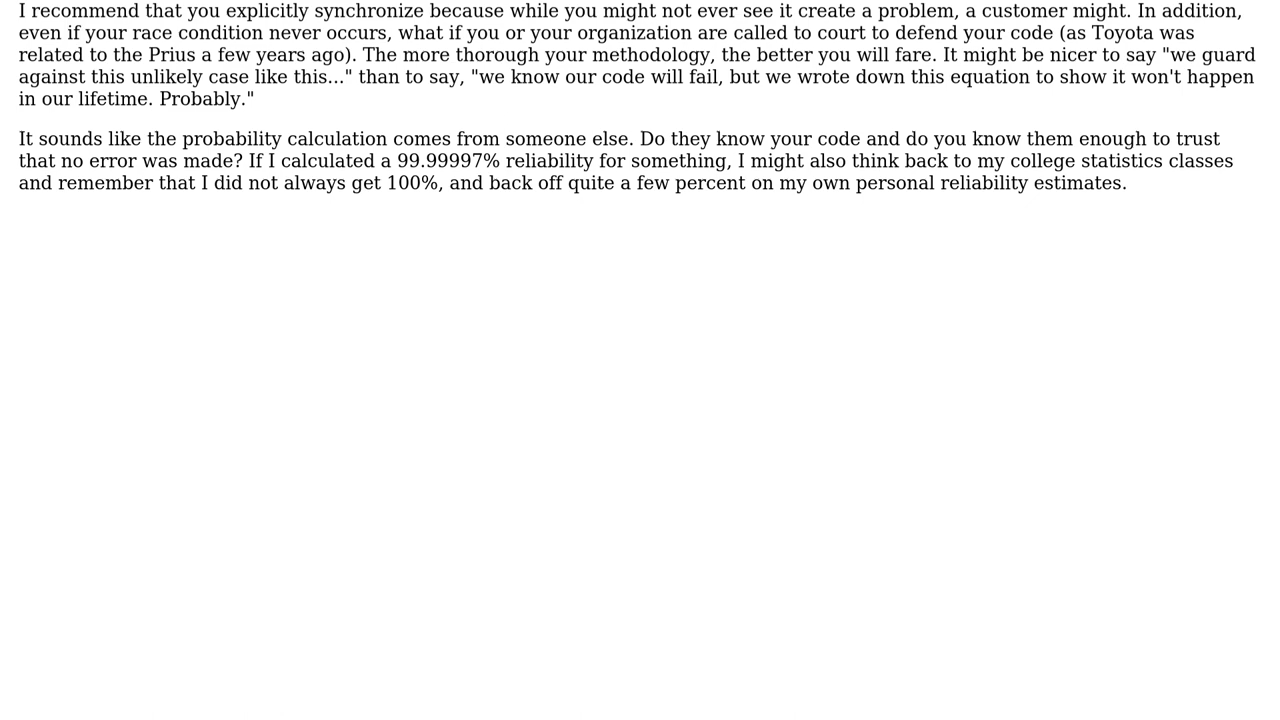 I recommend that you explicitly synchronize because while you might not ever see it create a problem, a customer might. In addition,
even if your race condition never occurs, what if you or your organization are called to court to defend your code (as Toyota was
related to the Prius a few years ago). The more thorough your methodology, the better you will fare. It might be nicer to say "we guard
against this unlikely case like this..." than to say, "we know our code will fail, but we wrote down this equation to show it won't happen
in our lifetime. Probably."
It sounds like the probability calculation comes from someone else. Do they know your code and do you know them enough to trust
that no error was made? If I calculated a 99.99997% reliability for something, I might also think back to my college statistics classes
and remember that I did not always get 100%, and back off quite a few percent on my own personal reliability estimates.